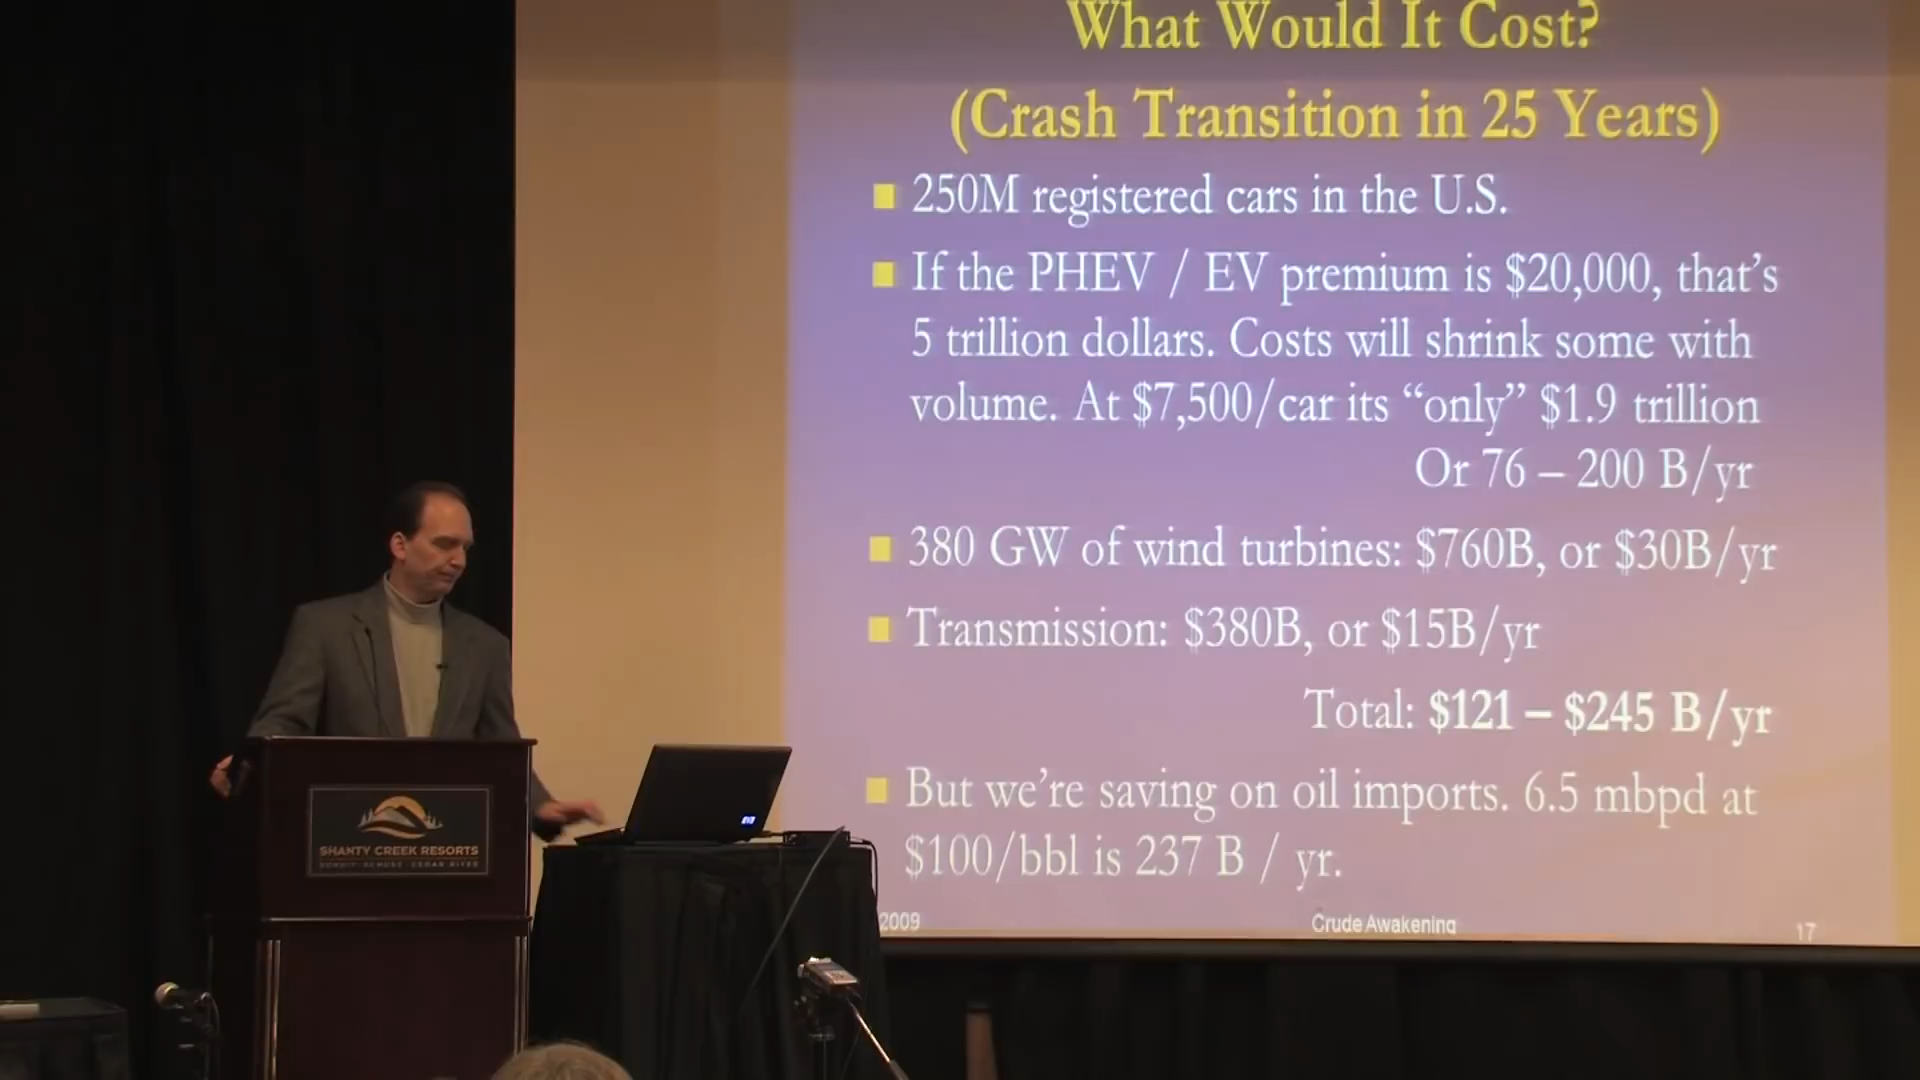 What Would It Cost?
(Crash Transition in 25 Years)
250M registered cars in the U.S.
If the PHEV / EV premium is $20,000, that's
5 trillion dollars. Costs will shrink some with
volume. At $7,500/car its “only” $1.9 trillion
Or 76 – 200 B/yr
380 GW of wind turbines: $760B, or $30B/yr
Transmission: $380B, or $15B/yr
Total: $121 – $245 B/yr
But we're saving on oil imports. 6.5 mbpd at
$100/bbl is 237 B / yr.
2009 Crude Awakening 17
SHANTY CREEK RESORTS
SUMMIT · SCHUSS · CEDAR RIVER